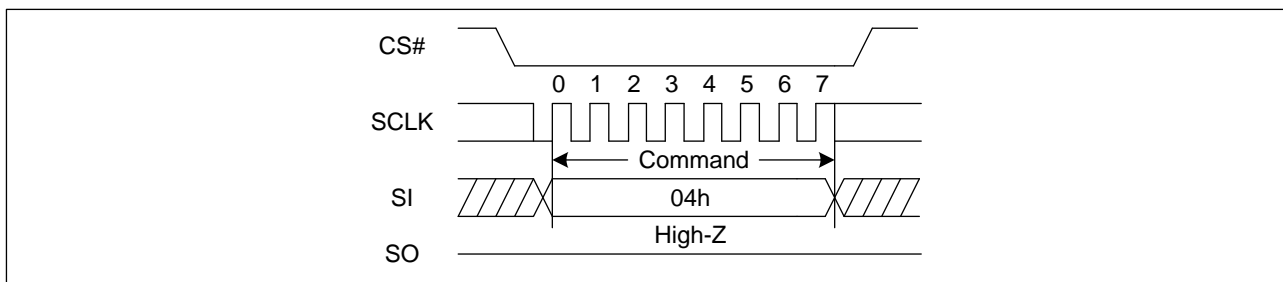 CS#
0 1 2 3 4 5 6 7
SCLK
Command
SI
04h
High-Z
SO